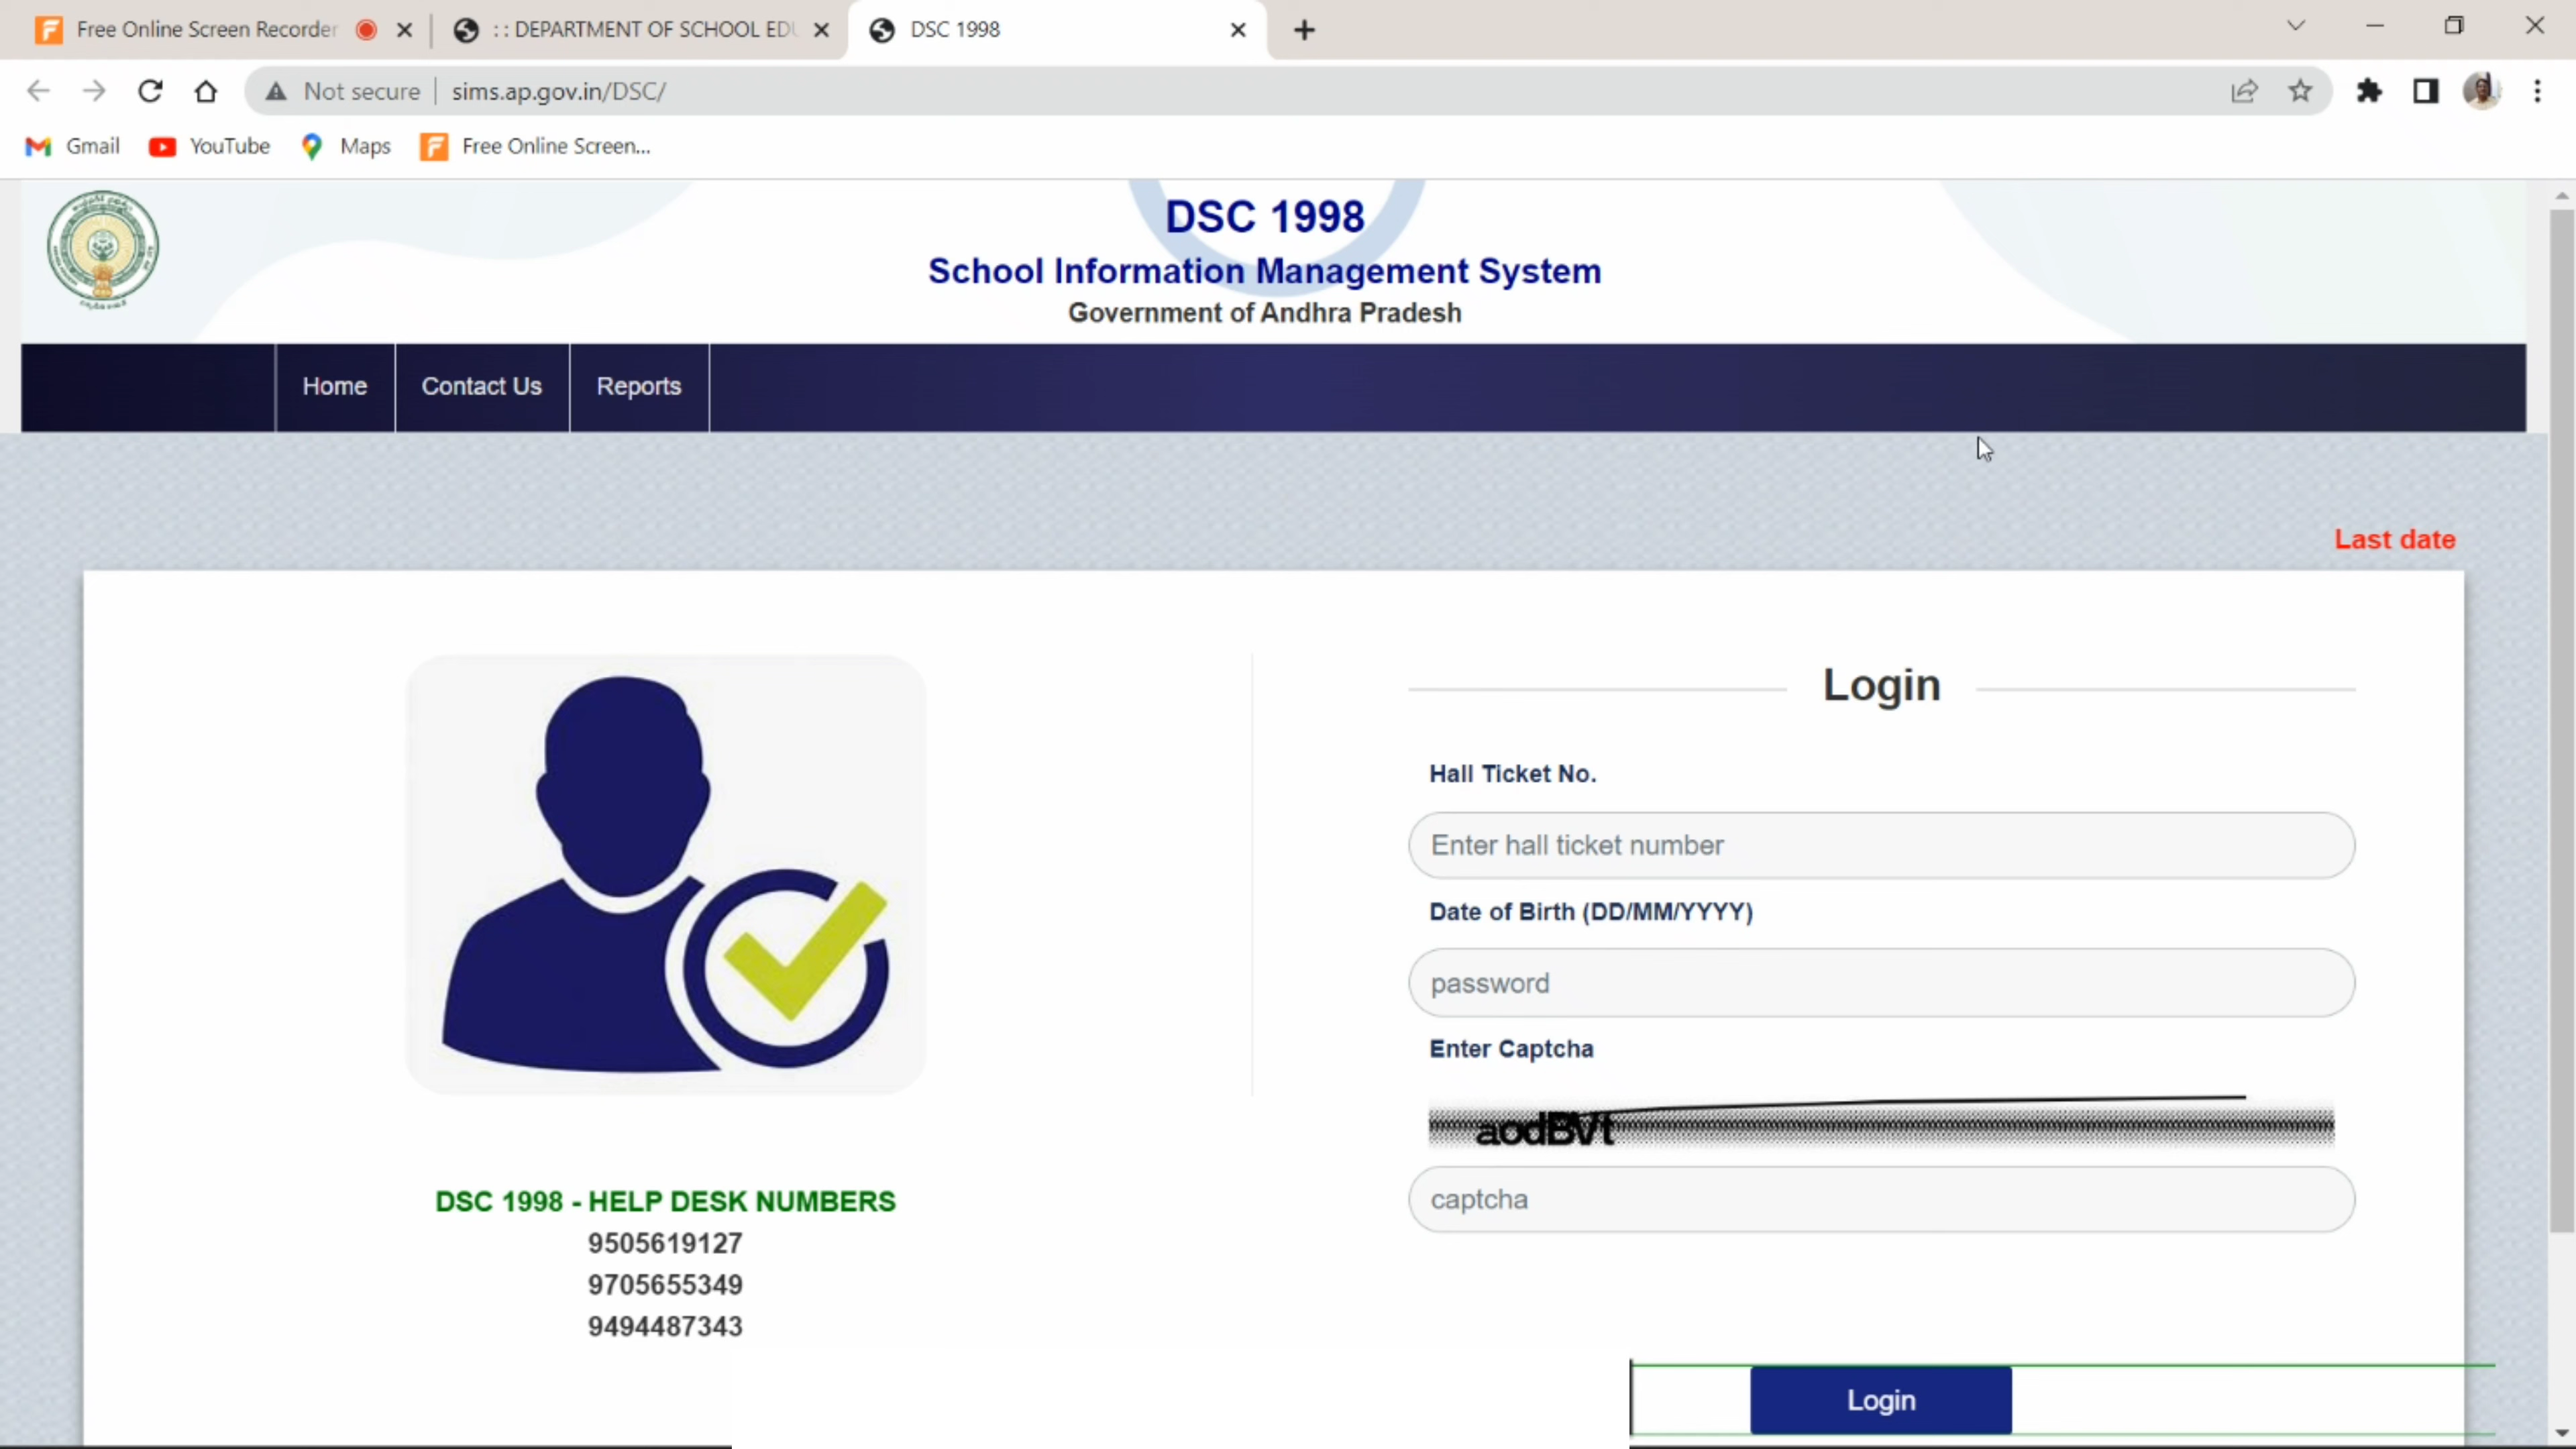 Free Online Screen Recorder
: : DEPARTMENT OF SCHOOL EDU
DSC 1998
Not secure
sims.ap.gov.in/DSC/
Gmail
YouTube
Maps
Free Online Screen...
DSC 1998
School Information Management System
Government of Andhra Pradesh
Home
Contact Us
Reports
Last date
Login
Hall Ticket No.
Enter hall ticket number
Date of Birth (DD/MM/YYYY)
password
Enter Captcha
aodBVt
captcha
DSC 1998 - HELP DESK NUMBERS
9505619127
9705655349
9494487343
Login